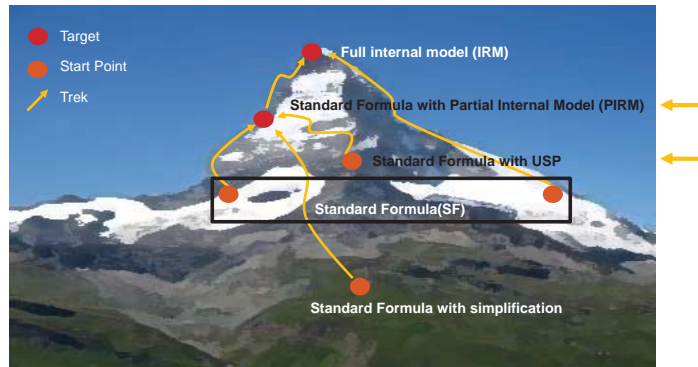 Target
Start Point
Trek
Full internal model (IRM)
Standard Formula with Partial Internal Model (PIRM)
Standard Formula with USP
Standard Formula(SF)
Standard Formula with simplification